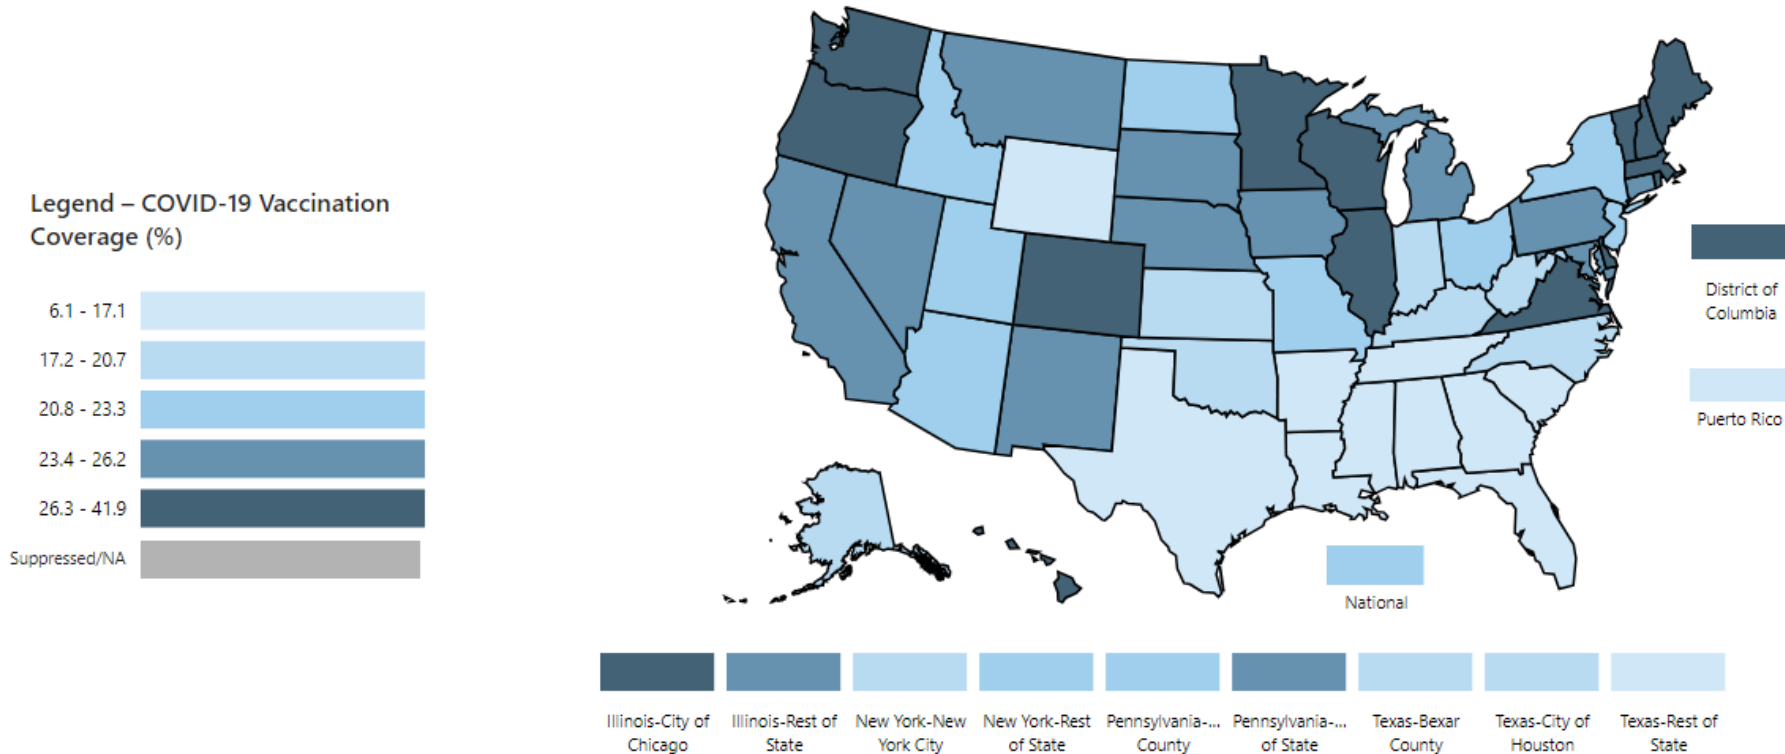 Legend – COVID-19 Vaccination
Coverage (%)
6.1 - 17.1
17.2 - 20.7
20.8 - 23.3
23.4 - 26.2
26.3 - 41.9
Suppressed/NA
District of
Columbia
Puerto Rico
National
Illinois-City of
Chicago
Illinois-Rest of
State
New York-New
York City
New York-Rest
of State
Pennsylvania-...
County
Pennsylvania-...
of State
Texas-Bexar
County
Texas-City of
Houston
Texas-Rest of
State